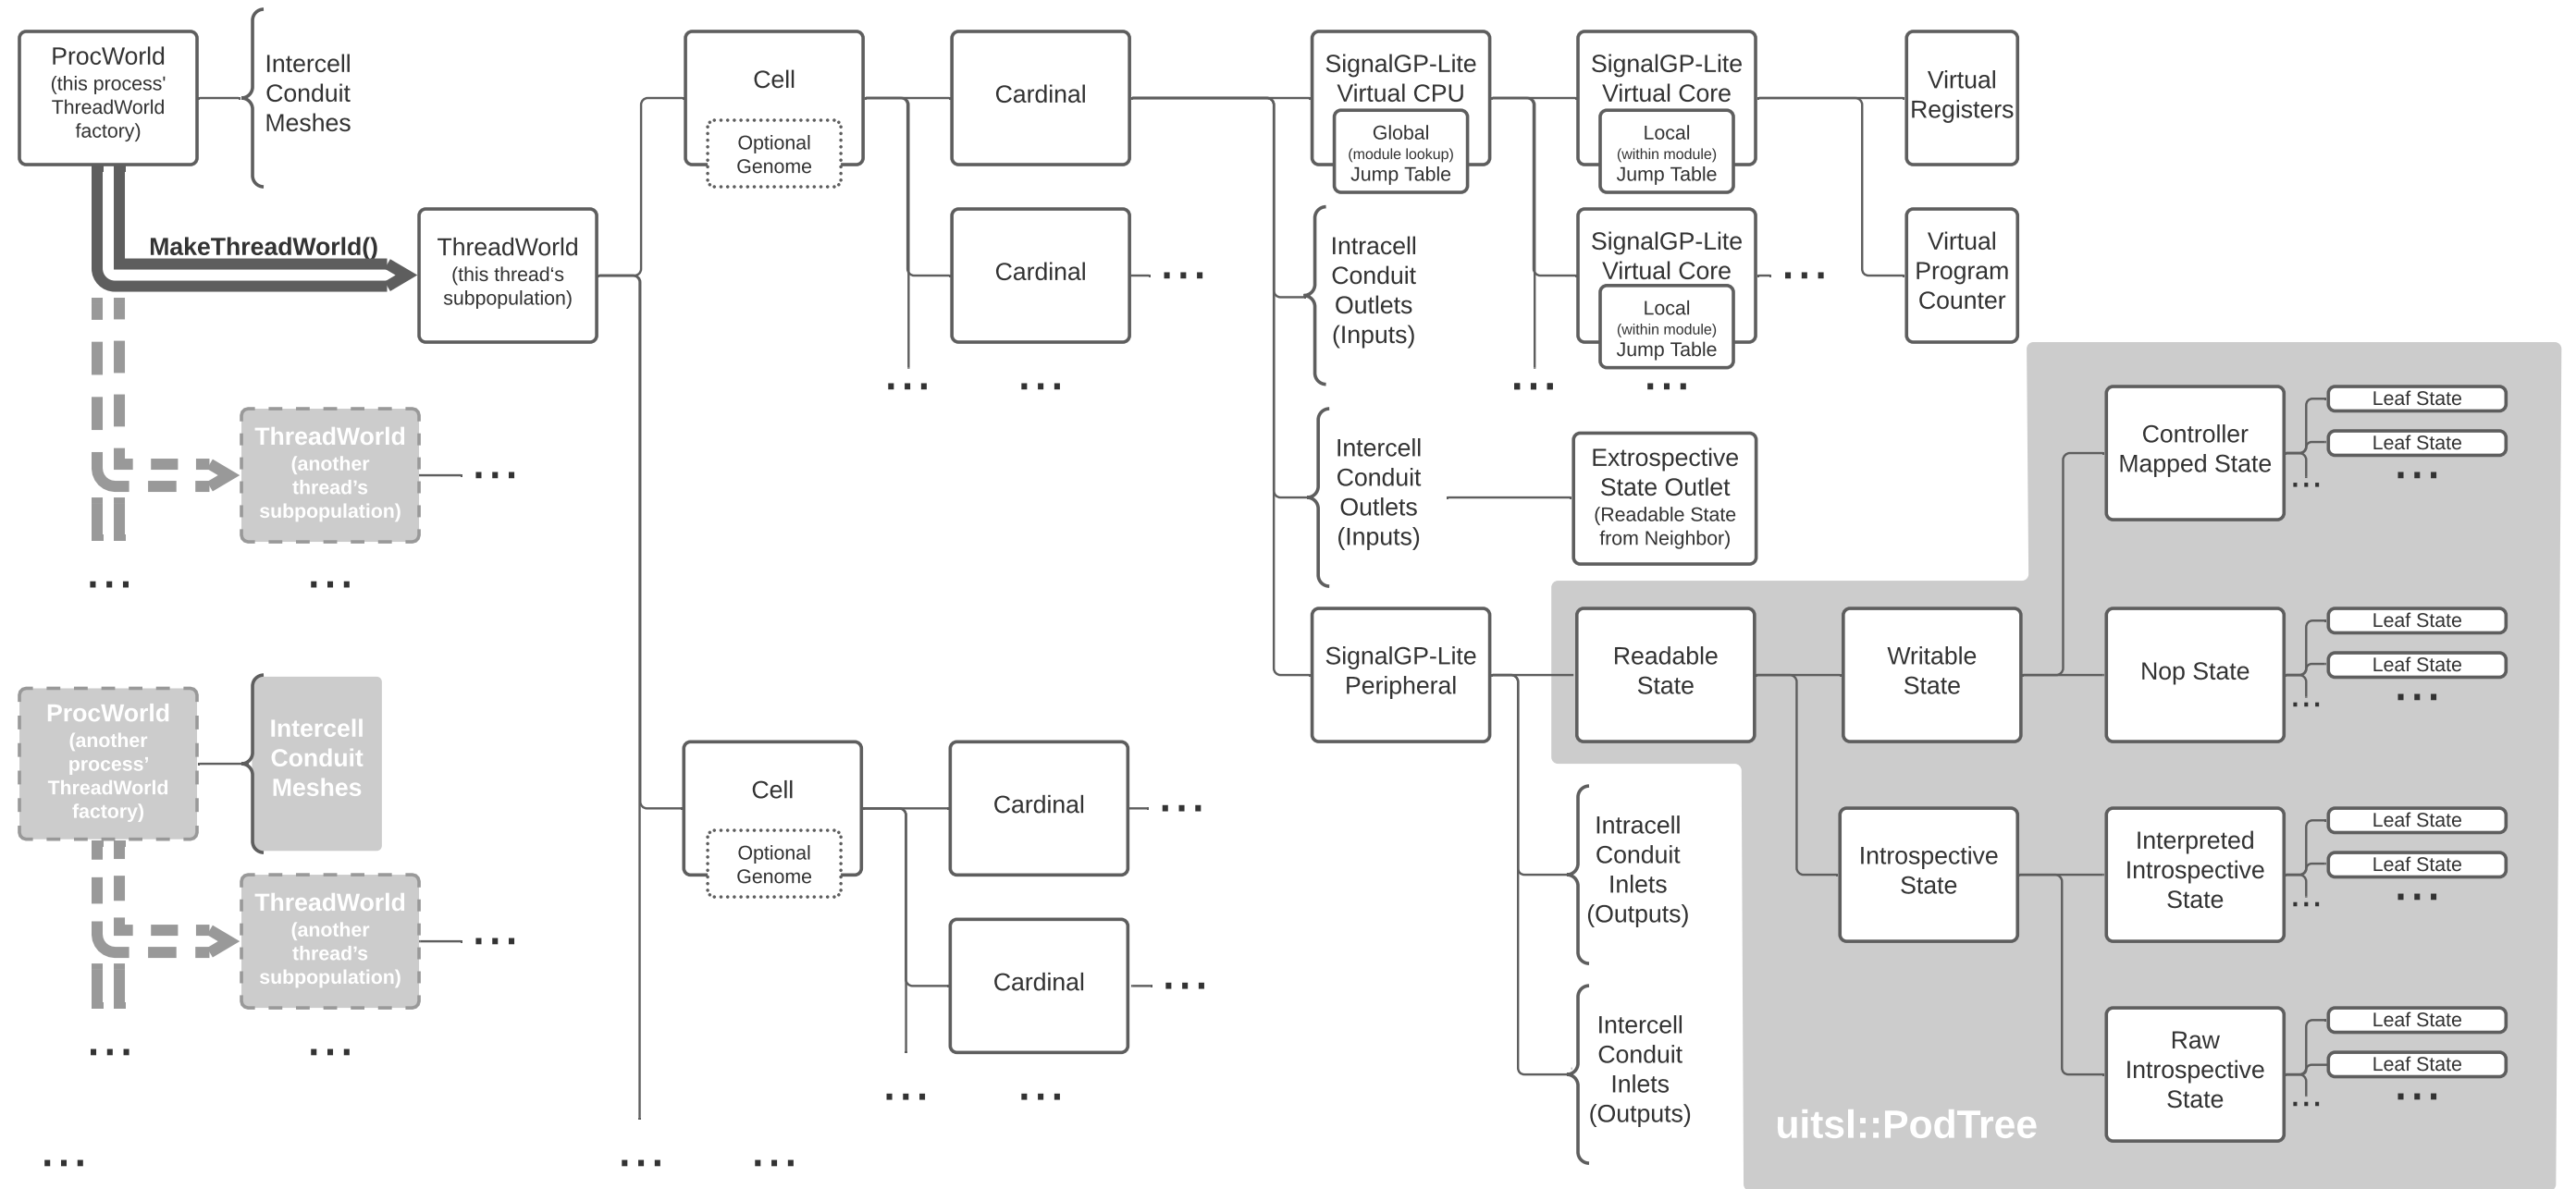 ProcWorld
(this process'
ThreadWorld
factory)
Intercell
Conduit
Meshes
MakeThreadWorld()
ThreadWorld
(this thread‘s
subpopulation)
ThreadWorld
(another
thread’s
subpopulation)
...
...
...
ProcWorld
(another
process’
ThreadWorld
factory)
Intercell
Conduit
Meshes
ThreadWorld
(another
thread’s
subpopulation)
...
...
...
...
Cell
Optional
Genome
Cardinal
Cardinal
...
...
...
Cell
Optional
Genome
Cardinal
...
Cardinal
...
...
...
...
...
SignalGP-Lite
Virtual CPU
Global
(module lookup)
Jump Table
SignalGP-Lite
Virtual Core
Local
(within module)
Jump Table
Virtual
Registers
SignalGP-Lite
Virtual Core
Local
(within module)
Jump Table
...
Virtual
Program
Counter
...
...
Intracell
Conduit
Outlets
(Inputs)
Intercell
Conduit
Outlets
(Inputs)
Extrospective
State Outlet
(Readable State
from Neighbor)
SignalGP-Lite
Peripheral
Readable
State
Writable
State
Controller
Mapped State
Leaf State
Leaf State
...
...
Nop State
Leaf State
Leaf State
...
...
Introspective
State
Interpreted
Introspective
State
Leaf State
Leaf State
...
...
Raw
Introspective
State
Leaf State
Leaf State
...
...
Intracell
Conduit
Inlets
(Outputs)
Intercell
Conduit
Inlets
(Outputs)
uitsl::PodTree